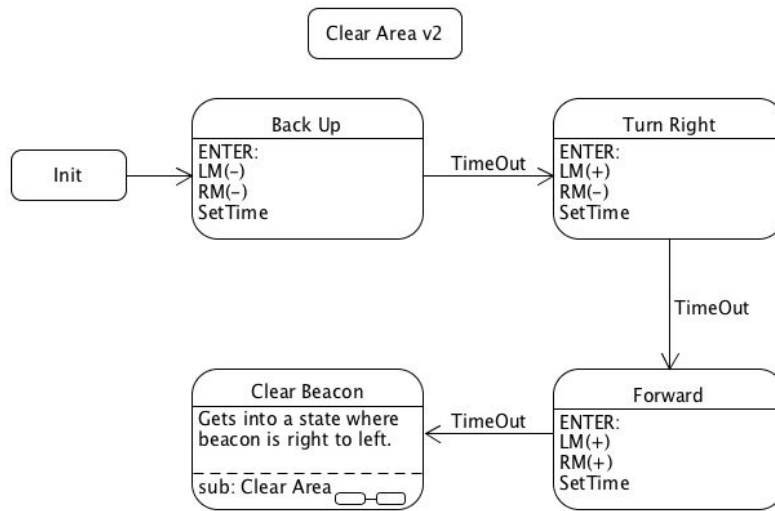 Clear Area v2
Init
Back Up
ENTER:
LM(-)
RM(-)
SetTime
TimeOut
Turn Right
ENTER:
LM(+)
RM(-)
SetTime
TimeOut
Forward
ENTER:
LM(+)
RM(+)
SetTime
TimeOut
Clear Beacon
Gets into a state where
beacon is right to left.
sub: Clear Area